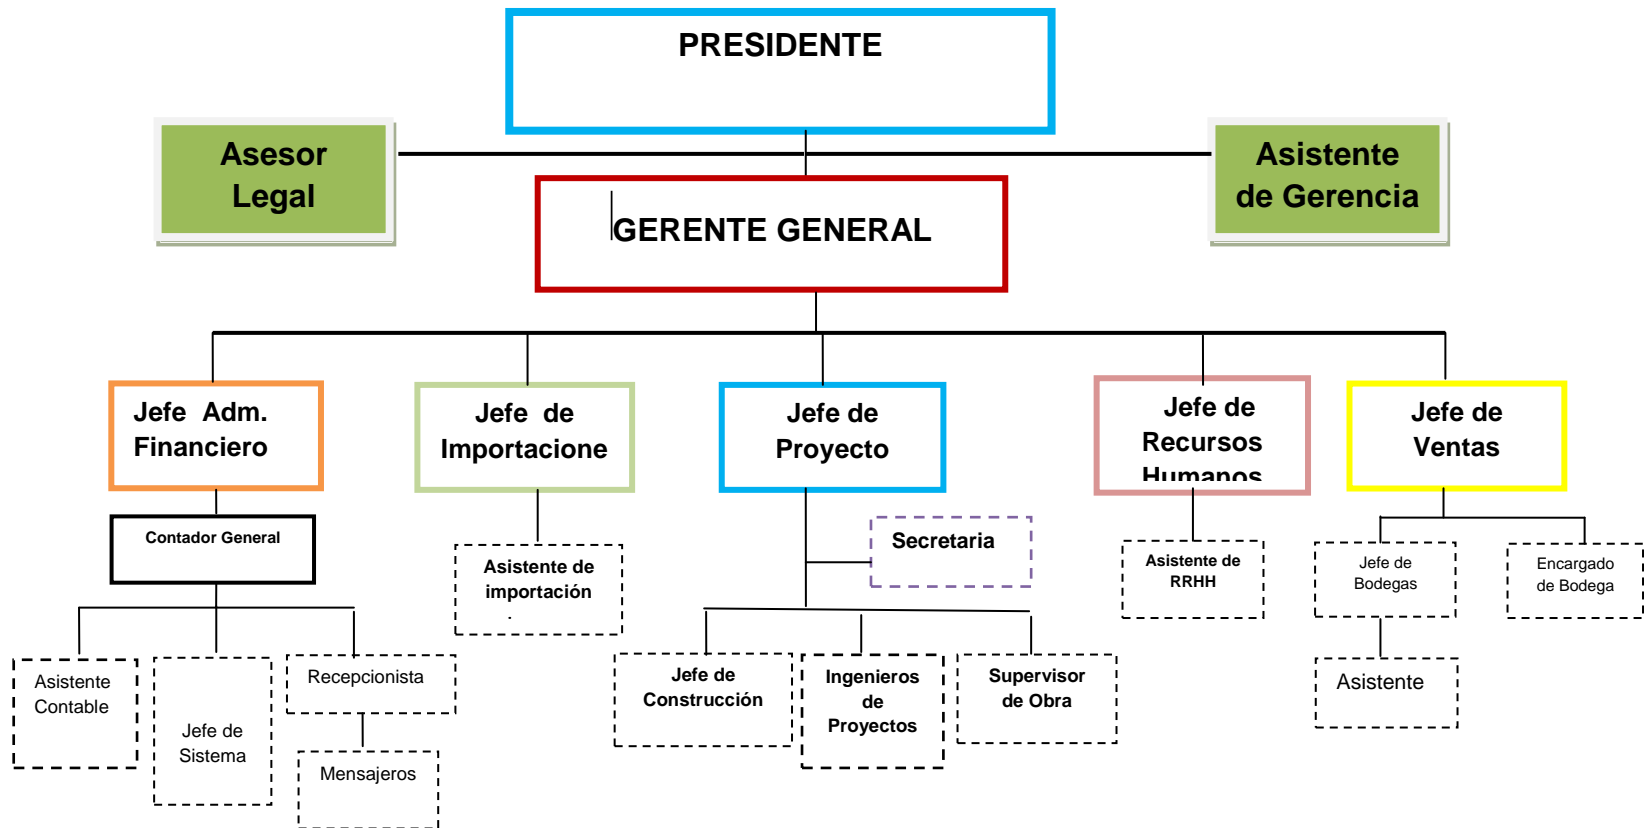 PRESIDENTE
Asesor
Legal
Asistente
de Gerencia
GERENTE GENERAL
Jefe Adm.
Financiero
Jefe de
Importacione
Jefe de
Proyecto
Jefe de
Recursos
Humanos
Jefe de
Ventas
Contador General
Secretaria
Asistente de
importación
.
Asistente de
RRHH
Jefe de
Bodegas
Encargado
de Bodega
Asistente
Contable
Jefe de
Sistema
Recepcionista
Mensajeros
Jefe de
Construcción
Ingenieros
de
Proyectos
Supervisor
de Obra
Asistente